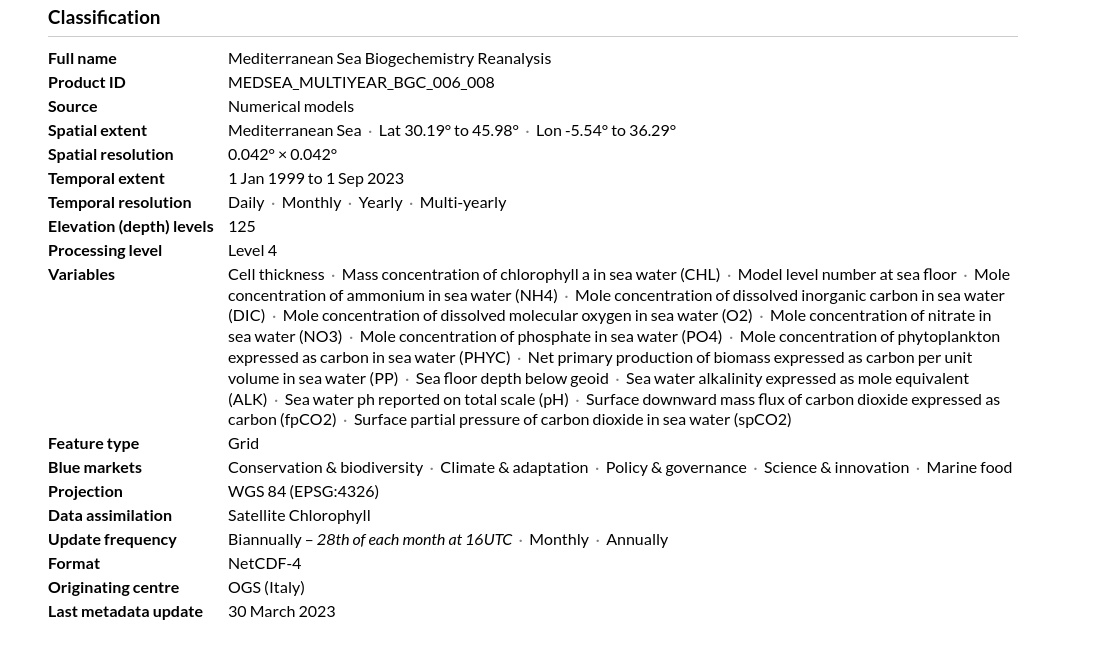 Classification
Full name Mediterranean Sea Biogechemistry Reanalysis
Product ID MEDSEA_MULTIYEAR_BGC_006_008
Source Numerical models
Spatial extent Mediterranean Sea · Lat 30.19° to 45.98° · Lon -5.54° to 36.29°
Spatial resolution 0.042° × 0.042°
Temporal extent 1 Jan 1999 to 1 Sep 2023
Temporal resolution Daily · Monthly · Yearly · Multi-yearly
Elevation (depth) levels 125
Processing level Level 4
Variables Cell thickness · Mass concentration of chlorophyll a in sea water (CHL) · Model level number at sea floor · Mole
concentration of ammonium in sea water (NH4) · Mole concentration of dissolved inorganic carbon in sea water
(DIC) · Mole concentration of dissolved molecular oxygen in sea water (O2) · Mole concentration of nitrate in
sea water (NO3) · Mole concentration of phosphate in sea water (PO4) · Mole concentration of phytoplankton
expressed as carbon in sea water (PHYC) · Net primary production of biomass expressed as carbon per unit
volume in sea water (PP) · Sea floor depth below geoid · Sea water alkalinity expressed as mole equivalent
(ALK) · Sea water ph reported on total scale (pH) · Surface downward mass flux of carbon dioxide expressed as
carbon (fpCO2) · Surface partial pressure of carbon dioxide in sea water (spCO2)
Feature type Grid
Blue markets Conservation & biodiversity · Climate & adaptation · Policy & governance · Science & innovation · Marine food
Projection WGS 84 (EPSG:4326)
Data assimilation Satellite Chlorophyll
Update frequency Biannually – 28th of each month at 16UTC · Monthly · Annually
Format NetCDF-4
Originating centre OGS (Italy)
Last metadata update 30 March 2023